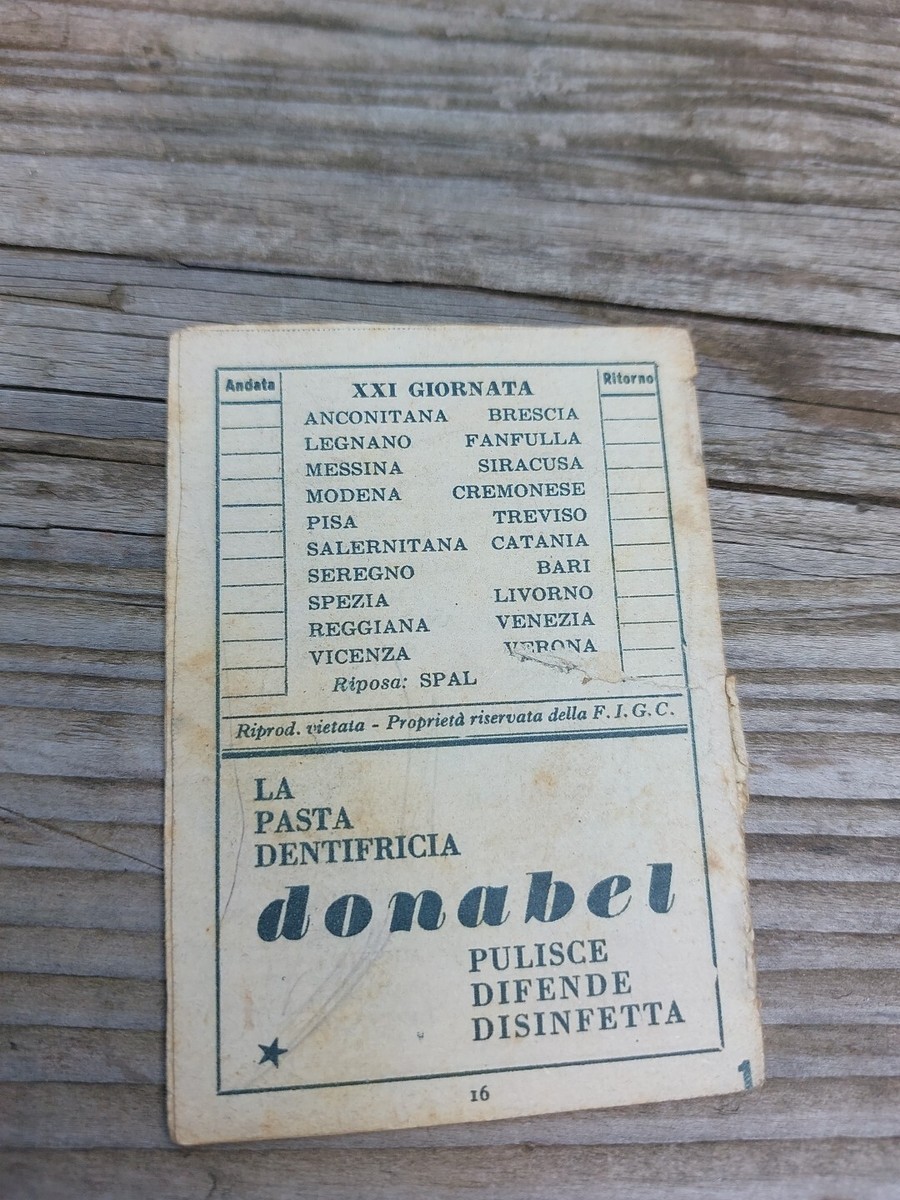 Andata XXI GIORNATA Ritorno
ANCONITANA BRESCIA
LEGNANO FANFULLA
MESSINA SIRACUSA
MODENA CREMONESE
PISA TREVISO
SALERNITANA CATANIA
SEREGNO BARI
SPEZIA LIVORNO
REGGIANA VENEZIA
VICENZA VERONA
Riposa: SPAL
Riprod. vietata - Proprietà riservata della F. I. G. C.
LA
PASTA
DENTIFRICIA
donabel
PULISCE
DIFENDE
DISINFETTA
16
1